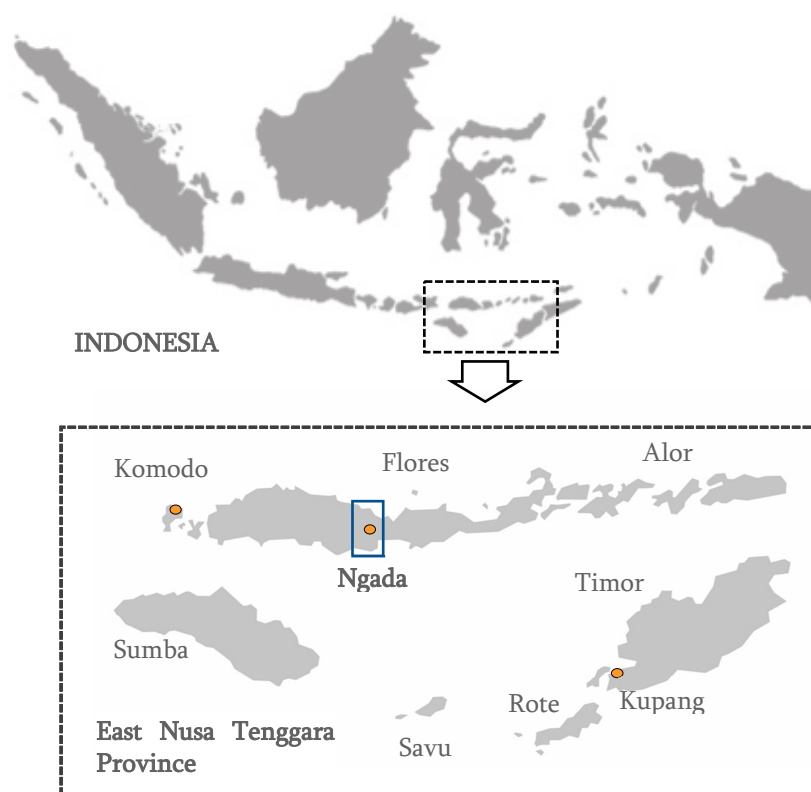 INDONESIA
Komodo
Flores
Alor
Ngada
Timor
Sumba
Rote
Kupang
East Nusa Tenggara
Province
Savu